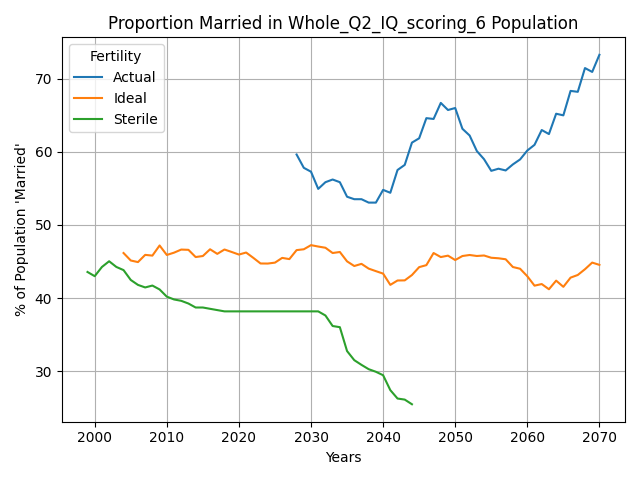 Proportion Married in Whole_Q2_IQ_scoring_6 Population
Fertility
Actual
Ideal
Sterile
% of Population 'Married'
70
60
50
40
30
2000 2010 2020 2030 2040 2050 2060 2070
Years